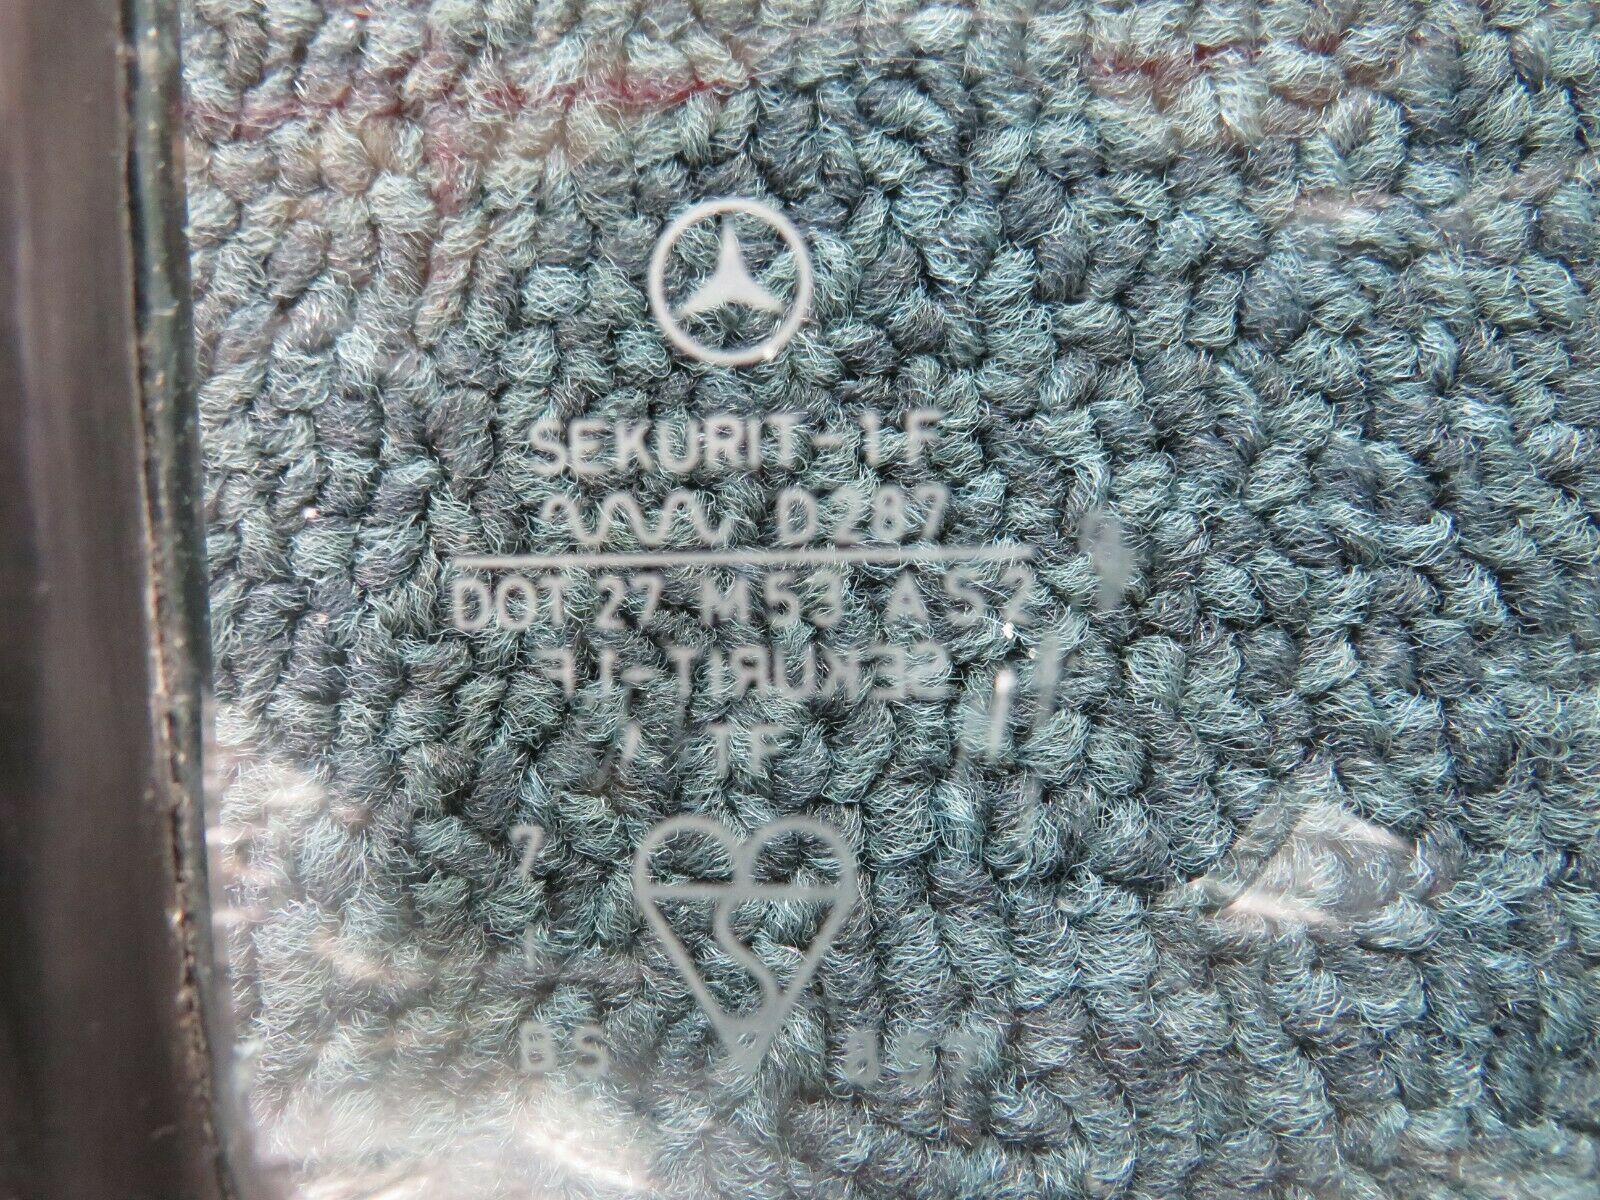 SEKURIT-1F
D287
DOT 27 M53 AS2
SEKURIT-1F
TF
7
BS